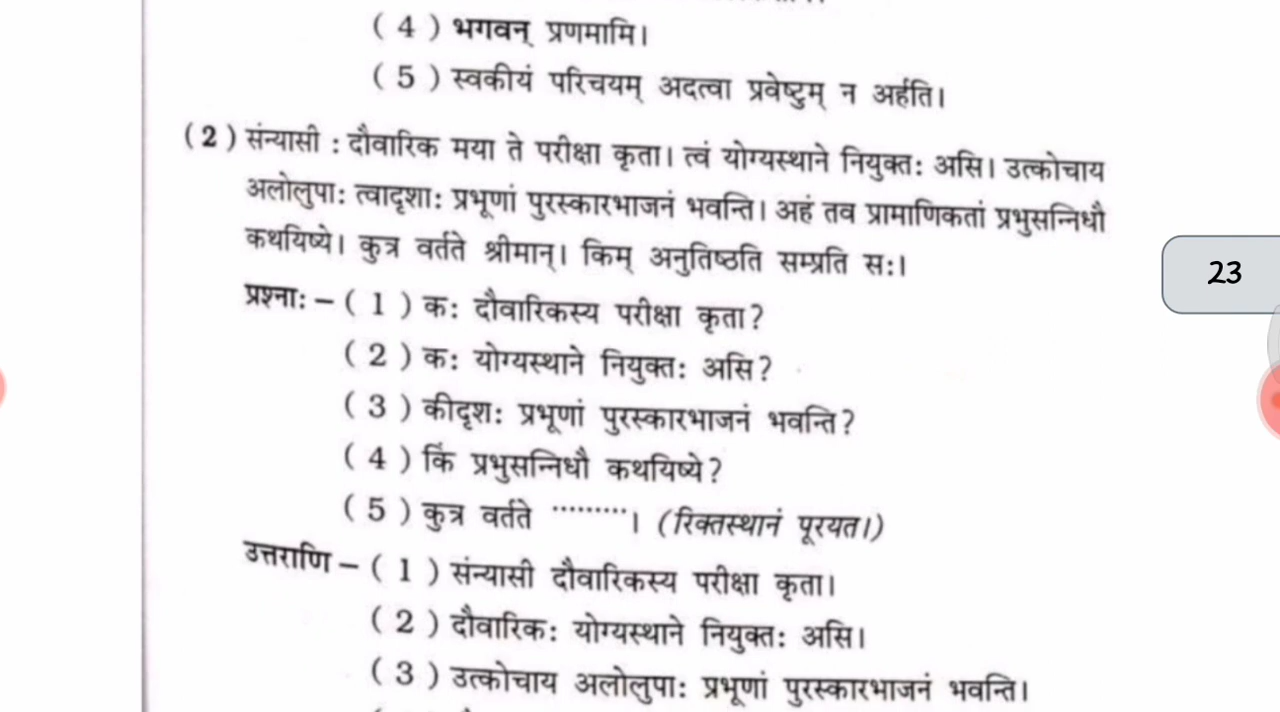 ( 4 ) भगवन् प्रणमामि।
( 5 ) स्वकीयं परिचयम् अदत्वा प्रवेष्टुम् न अर्हति।
( 2 ) संन्यासी : दौवारिक मया ते परीक्षा कृता। त्वं योग्यस्थाने नियुक्तः असि। उत्कोचाय
अलोलुपाः त्वादृशाः प्रभूणां पुरस्कारभाजनं भवन्ति। अहं तव प्रामाणिकतां प्रभुसन्निधौ
कथयिष्ये। कुत्र वर्तते श्रीमान्। किम् अनुतिष्ठति सम्प्रति सः।
23
प्रश्नाः – ( 1 ) कः दौवारिकस्य परीक्षा कृता?
( 2 ) कः योग्यस्थाने नियुक्तः असि?
( 3 ) कीदृशः प्रभूणां पुरस्कारभाजनं भवन्ति?
( 4 ) किं प्रभुसन्निधौ कथयिष्ये?
( 5 ) कुत्र वर्तते ………। (रिक्तस्थानं पूरयत।)
उत्तराणि – ( 1 ) संन्यासी दौवारिकस्य परीक्षा कृता।
( 2 ) दौवारिकः योग्यस्थाने नियुक्तः असि।
( 3 ) उत्कोचाय अलोलुपाः प्रभूणां पुरस्कारभाजनं भवन्ति।